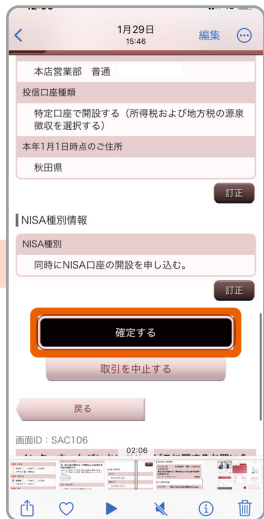 1月29日
15:46
編集
本店営業部 普通
投信口座種類
特定口座で開設する（所得税および地方税の源泉
徴収を選択する）
本年1月1日時点のご住所
秋田県
訂正
NISA種別情報
NISA種別
同時にNISA口座の開設を申し込む。
訂正
確定する
取引を中止する
戻る
画面ID：SAC106
02:06